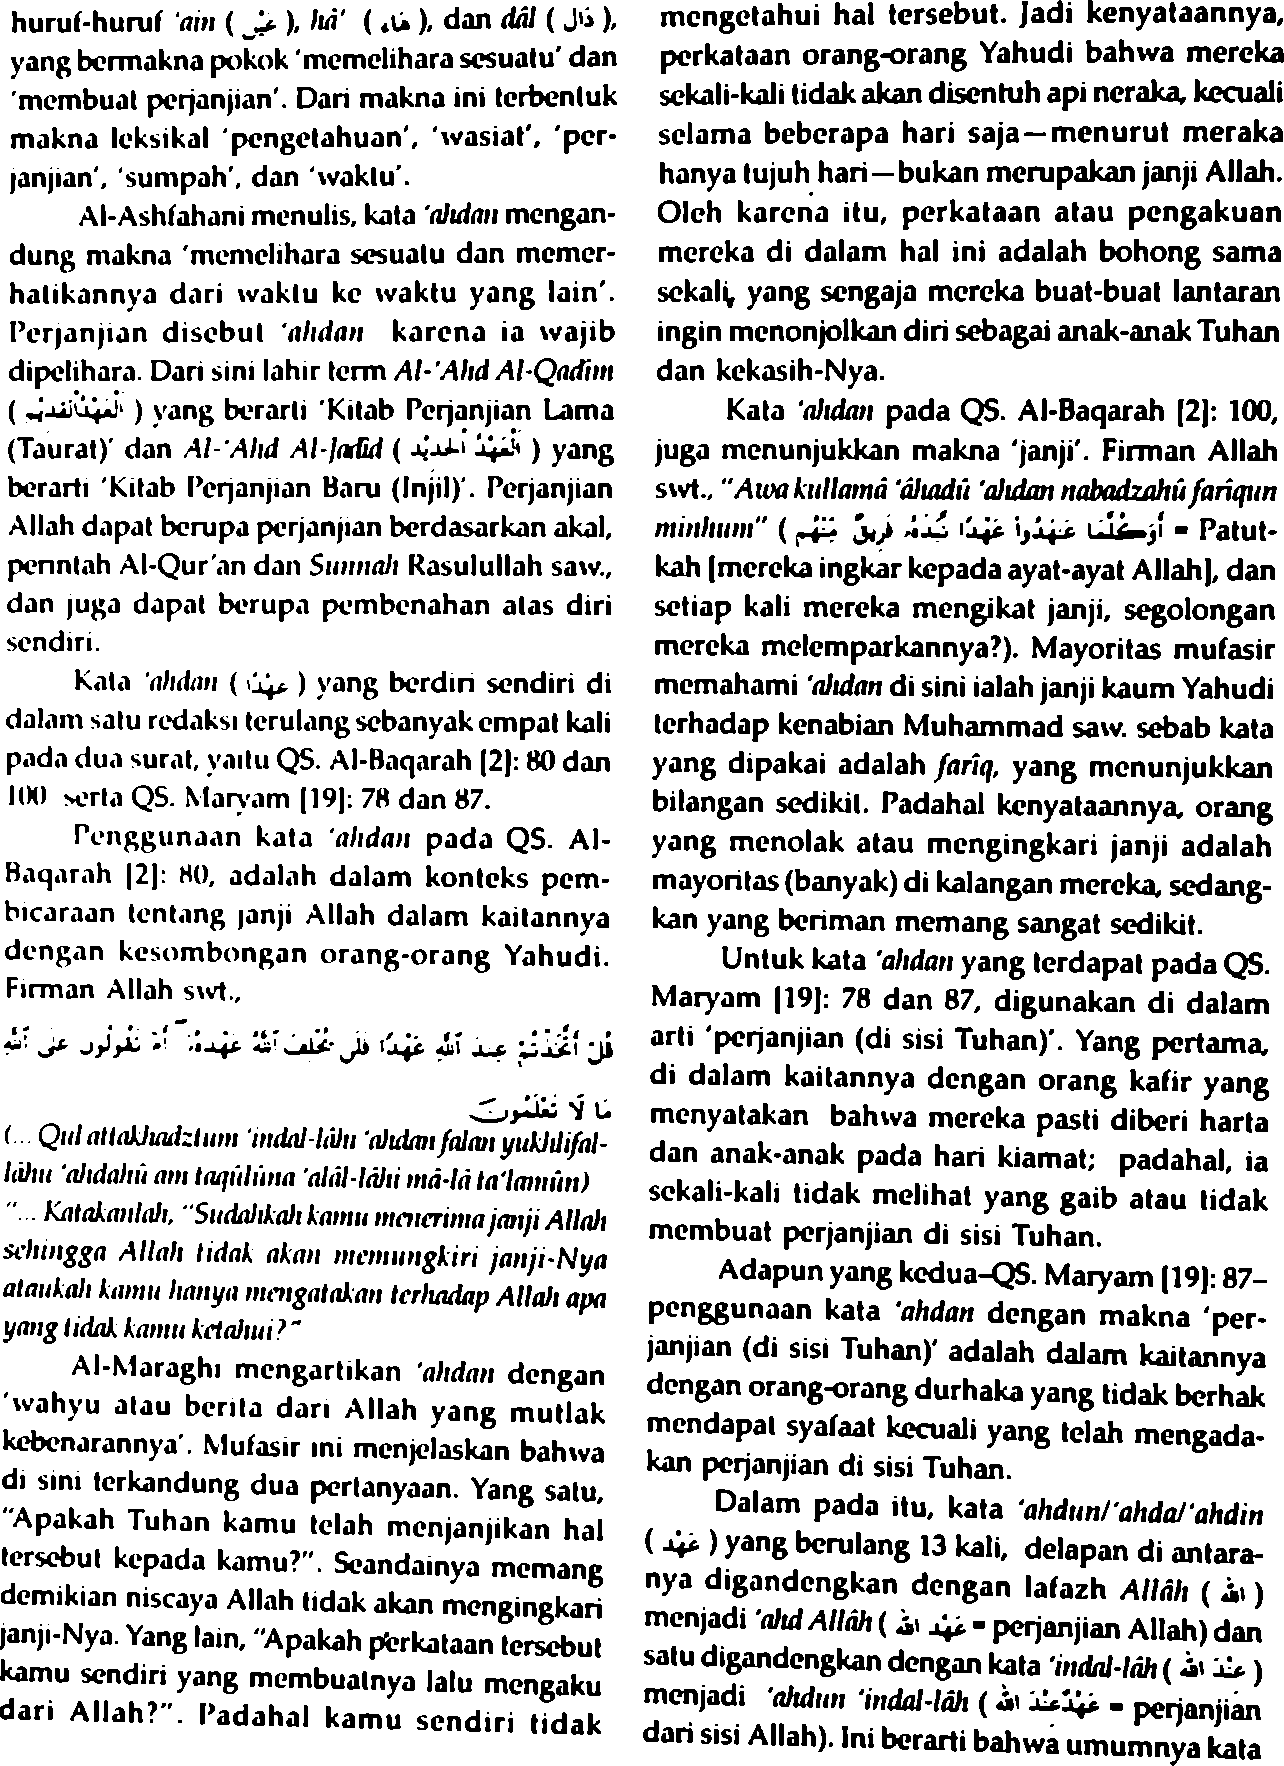 huruf-huruf 'ain ( عَيْن ), hâ' ( هَاء ), dan dâl ( دَال ),
yang bermakna pokok 'memelihara sesuatu' dan
'membuat perjanjian'. Dari makna ini terbentuk
makna leksikal 'pengetahuan', 'wasiat', 'per-
janjian', 'sumpah', dan 'waktu'.
Al-Ashfahani menulis, kata 'ahdan mengan-
dung makna 'memelihara sesuatu dan memer-
hatikannya dari waktu ke waktu yang lain'.
Perjanjian disebut 'ahdan karena ia wajib
dipelihara. Dari sini lahir term Al-'Ahd Al-Qadîm
( ) yang berarti 'Kitab Perjanjian Lama
(Taurat)' dan Al-'Ahd Al-Jadîd ( ) yang
berarti 'Kitab Perjanjian Baru (Injil)'. Perjanjian
Allah dapat berupa perjanjian berdasarkan akal,
perintah Al-Qur'an dan Sunnah Rasulullah saw.,
dan juga dapat berupa pembenahan atas diri
sendiri.
Kata 'ahdan ( عَهْدًا ) yang berdiri sendiri di
dalam satu redaksi terulang sebanyak empat kali
pada dua surat, yaitu QS. Al-Baqarah [2]: 80 dan
100 serta QS. Maryam [19]: 78 dan 87.
Penggunaan kata 'ahdan pada QS. Al-
Baqarah [2]: 80, adalah dalam konteks pem-
bicaraan tentang janji Allah dalam kaitannya
dengan kesombongan orang-orang Yahudi.
Firman Allah swt.,
قُلْ أَتَّخَذْتُمْ عِندَ ٱللَّهِ عَهْدًا فَلَن يُخْلِفَ ٱللَّهُ عَهْدَهُۥٓ ۖ أَمْ تَقُولُونَ عَلَى ٱللَّهِ
مَا لَا تَعْلَمُونَ
(... Qul attakhadztum 'indal-lâhi 'ahdan falan yukhlifal-
lâhu 'ahdahû am taqûlûna 'alâl-lâhi mâ-lâ ta'lamûn)
"... Katakanlah, "Sudahkah kamu menerima janji Allah
sehingga Allah tidak akan memungkiri janji-Nya
ataukah kamu hanya mengatakan terhadap Allah apa
yang tidak kamu ketahui?"
Al-Maraghi mengartikan 'ahdan dengan
'wahyu atau berita dari Allah yang mutlak
kebenarannya'. Mufasir ini menjelaskan bahwa
di sini terkandung dua pertanyaan. Yang satu,
"Apakah Tuhan kamu telah menjanjikan hal
tersebut kepada kamu?". Seandainya memang
demikian niscaya Allah tidak akan mengingkari
janji-Nya. Yang lain, "Apakah perkataan tersebut
kamu sendiri yang membuatnya lalu mengaku
dari Allah?". Padahal kamu sendiri tidak
mengetahui hal tersebut. Jadi kenyataannya,
perkataan orang-orang Yahudi bahwa mereka
sekali-kali tidak akan disentuh api neraka, kecuali
selama beberapa hari saja—menurut meraka
hanya tujuh hari—bukan merupakan janji Allah.
Oleh karena itu, perkataan atau pengakuan
mereka di dalam hal ini adalah bohong sama
sekali, yang sengaja mereka buat-buat lantaran
ingin menonjolkan diri sebagai anak-anak Tuhan
dan kekasih-Nya.
Kata 'ahdan pada QS. Al-Baqarah [2]: 100,
juga menunjukkan makna 'janji'. Firman Allah
swt., "Awa kullamâ 'âhadû 'ahdan nabadzahû farîqun
minhum" ( أَوَكُلَّمَا عَـٰهَدُوا۟ عَهْدًا نَّبَذَهُۥ فَرِيقٌ مِّنْهُم = Patut-
kah [mereka ingkar kepada ayat-ayat Allah], dan
setiap kali mereka mengikat janji, segolongan
mereka melemparkannya?). Mayoritas mufasir
memahami 'ahdan di sini ialah janji kaum Yahudi
terhadap kenabian Muhammad saw. sebab kata
yang dipakai adalah farîq, yang menunjukkan
bilangan sedikit. Padahal kenyataannya, orang
yang menolak atau mengingkari janji adalah
mayoritas (banyak) di kalangan mereka, sedang-
kan yang beriman memang sangat sedikit.
Untuk kata 'ahdan yang terdapat pada QS.
Maryam [19]: 78 dan 87, digunakan di dalam
arti 'perjanjian (di sisi Tuhan)'. Yang pertama,
di dalam kaitannya dengan orang kafir yang
menyatakan bahwa mereka pasti diberi harta
dan anak-anak pada hari kiamat; padahal, ia
sekali-kali tidak melihat yang gaib atau tidak
membuat perjanjian di sisi Tuhan.
Adapun yang kedua–QS. Maryam [19]: 87–
penggunaan kata 'ahdan dengan makna 'per-
janjian (di sisi Tuhan)' adalah dalam kaitannya
dengan orang-orang durhaka yang tidak berhak
mendapat syafaat kecuali yang telah mengada-
kan perjanjian di sisi Tuhan.
Dalam pada itu, kata 'ahdun/'ahda/'ahdin
( عَهْد ) yang berulang 13 kali, delapan di antara-
nya digandengkan dengan lafazh Allâh ( الله )
menjadi 'ahd Allâh ( عَهْد الله = perjanjian Allah) dan
satu digandengkan dengan kata 'indal-lâh ( عِنْدَ الله )
menjadi 'ahdun 'indal-lâh ( عَهْدٌ عِنْدَ الله = perjanjian
dari sisi Allah). Ini berarti bahwa umumnya kata